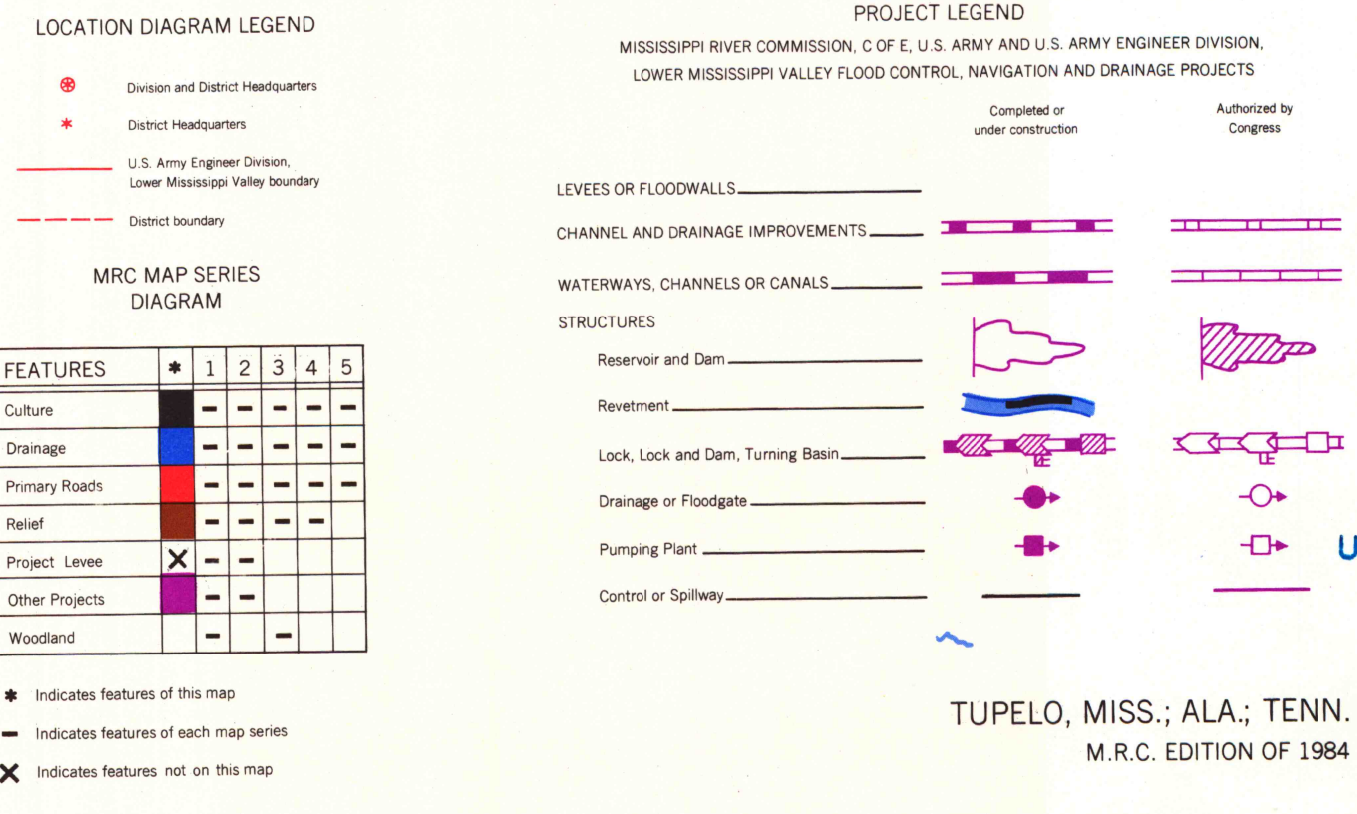 LOCATION DIAGRAM LEGEND
Division and District Headquarters
District Headquarters
U.S. Army Engineer Division,
Lower Mississippi Valley boundary
District boundary
MRC MAP SERIES
DIAGRAM
FEATURES * 1 2 3 4 5
Culture - - - - -
Drainage - - - - -
Primary Roads - - - - -
Relief - - - -
Project Levee X - -
Other Projects - -
Woodland - -
* Indicates features of this map
- Indicates features of each map series
X Indicates features not on this map
PROJECT LEGEND
MISSISSIPPI RIVER COMMISSION, C OF E, U.S. ARMY AND U.S. ARMY ENGINEER DIVISION,
LOWER MISSISSIPPI VALLEY FLOOD CONTROL, NAVIGATION AND DRAINAGE PROJECTS
Completed or
under construction
Authorized by
Congress
LEVEES OR FLOODWALLS
CHANNEL AND DRAINAGE IMPROVEMENTS
WATERWAYS, CHANNELS OR CANALS
STRUCTURES
Reservoir and Dam
Revetment
Lock, Lock and Dam, Turning Basin
Drainage or Floodgate
Pumping Plant
Control or Spillway
TUPELO, MISS.; ALA.; TENN.
M.R.C. EDITION OF 1984